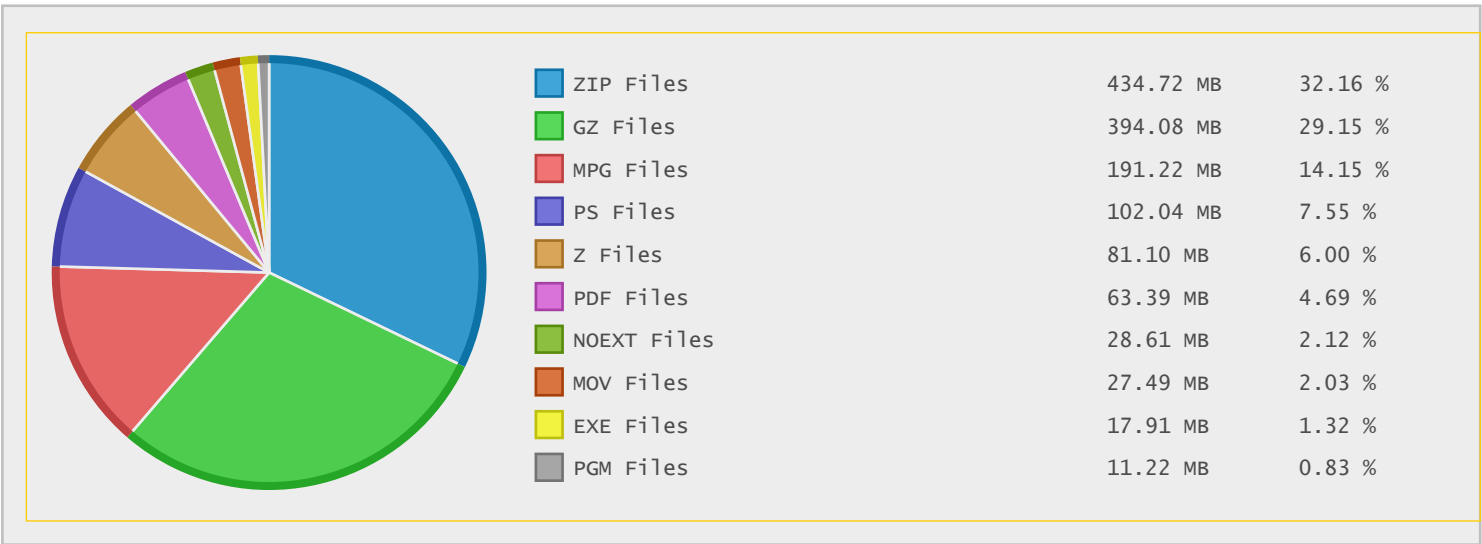 ZIP Files 434.72 MB 32.16 %
GZ Files 394.08 MB 29.15 %
MPG Files 191.22 MB 14.15 %
PS Files 102.04 MB 7.55 %
Z Files 81.10 MB 6.00 %
PDF Files 63.39 MB 4.69 %
NOEXT Files 28.61 MB 2.12 %
MOV Files 27.49 MB 2.03 %
EXE Files 17.91 MB 1.32 %
PGM Files 11.22 MB 0.83 %